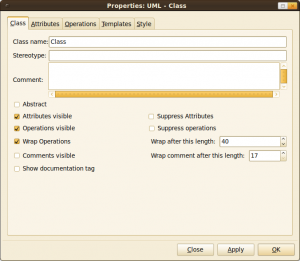 Properties: UML - Class
Class Attributes Operations Templates Style
Class name: Class
Stereotype:
Comment:
Abstract
Attributes visible Suppress Attributes
Operations visible Suppress operations
Wrap Operations Wrap after this length: 40
Comments visible Wrap comment after this length: 17
Show documentation tag
Close Apply OK